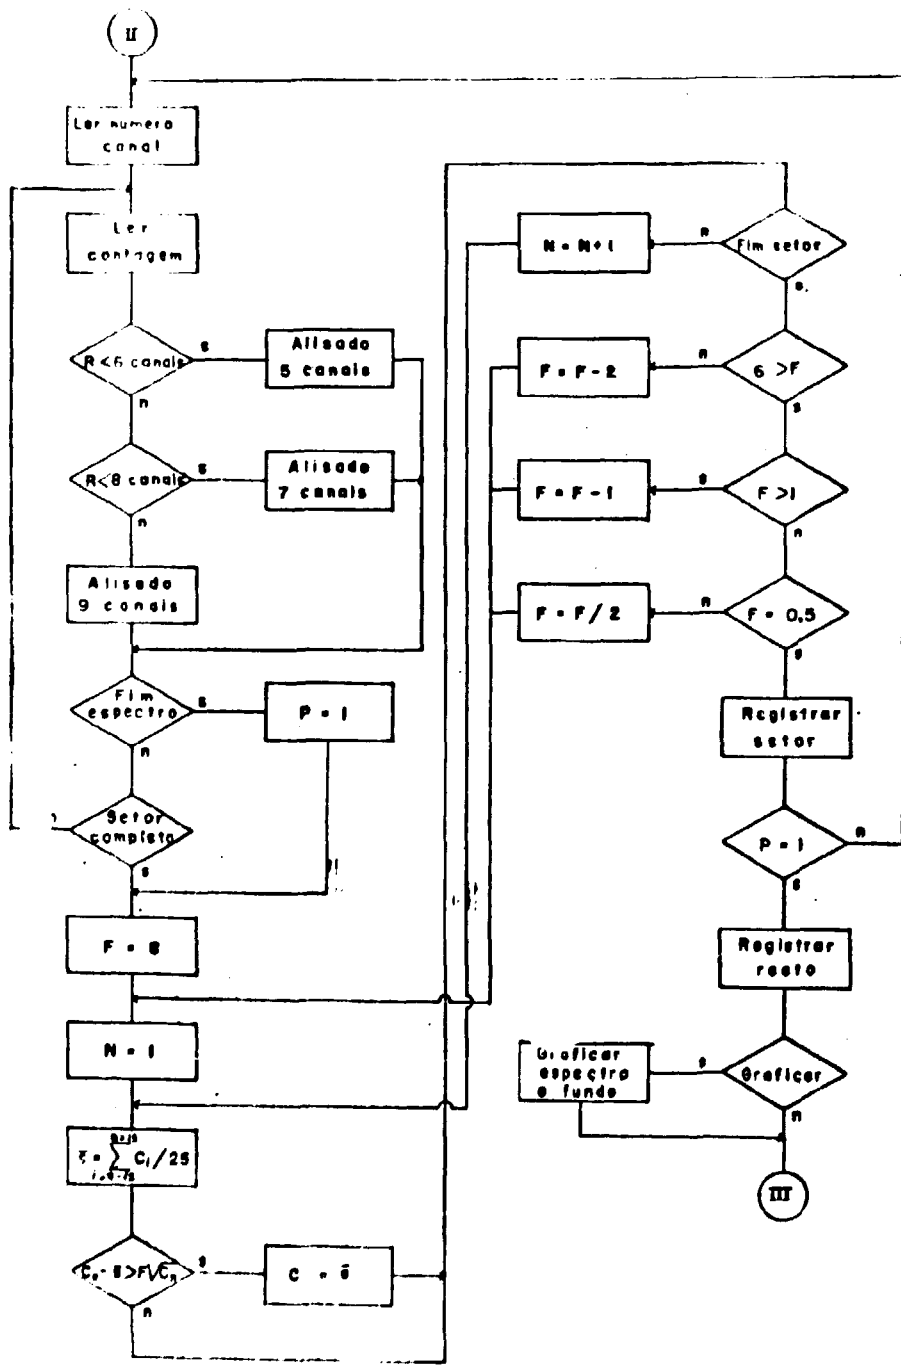 II
Ler numero
canal
Ler
contagem
R<6 canais
s
n
Alisado
5 canais
R<8 canais
s
n
Alisado
7 canais
Alisado
9 canais
Fim
espectro
s
n
P = 1
Setor
completo
s
F = 8
N = 1
C_i/25
s
n
Fim setor
n
s
N = N+1
6 >F
n
s
F = F-2
F >1
s
n
F = F-1
F = 0,5
n
s
F = F/2
Registrar
setor
P = 1
n
s
Registrar
resto
Graficar
s
n
Graficar
espectro
e fundo
III